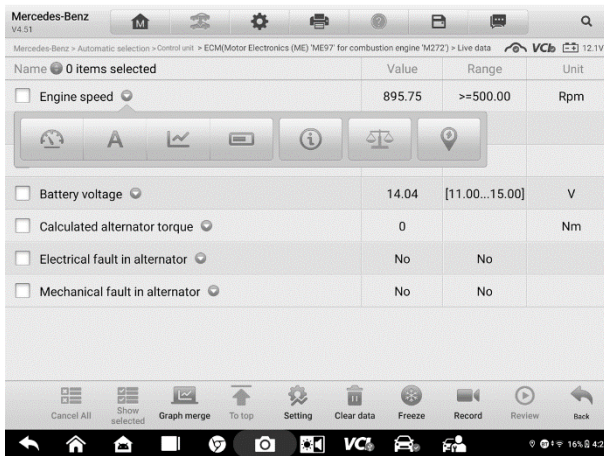 Mercedes-Benz
V4.51
Mercedes-Benz > Automatic selection > Control unit > ECM(Motor Electronics (ME) 'ME97' for combustion engine 'M272') > Live data VCI 12.1V
Name 0 items selected Value Range Unit
Engine speed 895.75 >=500.00 Rpm
A
Battery voltage 14.04 [11.00...15.00] V
Calculated alternator torque 0 Nm
Electrical fault in alternator No No
Mechanical fault in alternator No No
Cancel All Show selected Graph merge To top Setting Clear data Freeze Record Review Back
VCI 16% 4:2